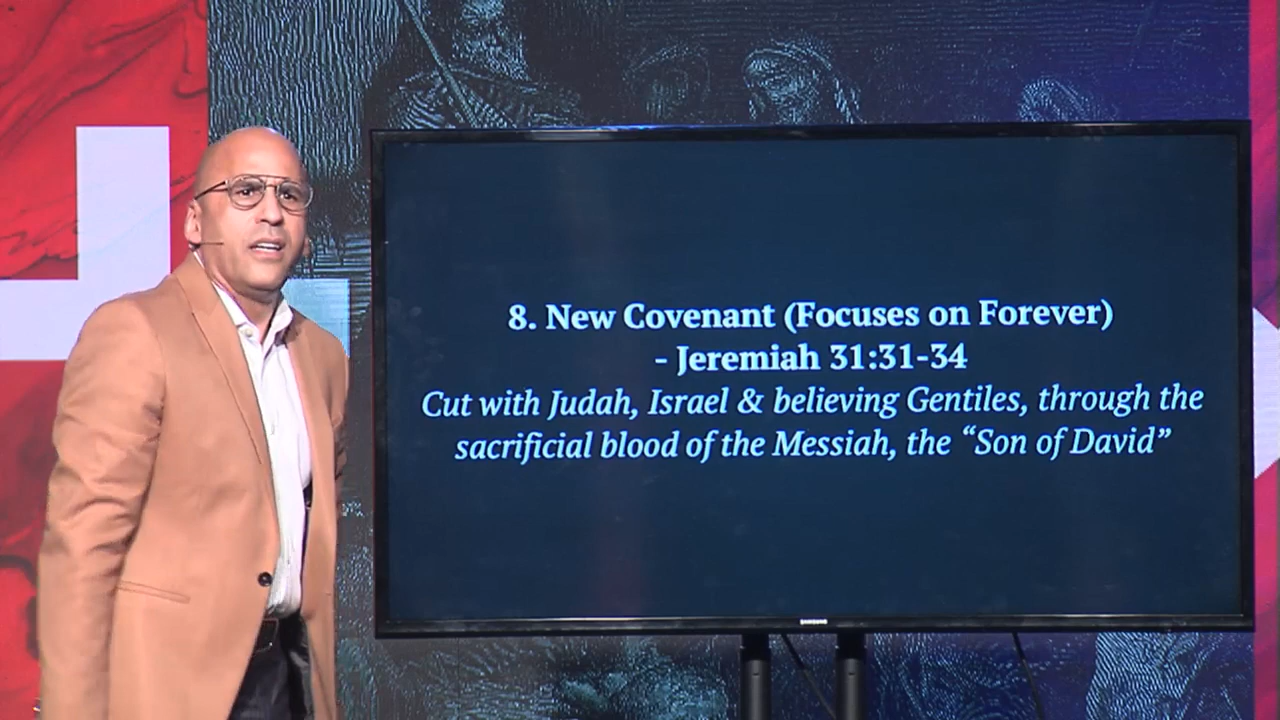 8. New Covenant (Focuses on Forever)
- Jeremiah 31:31-34
Cut with Judah, Israel & believing Gentiles, through the
sacrificial blood of the Messiah, the “Son of David”
SAMSUNG